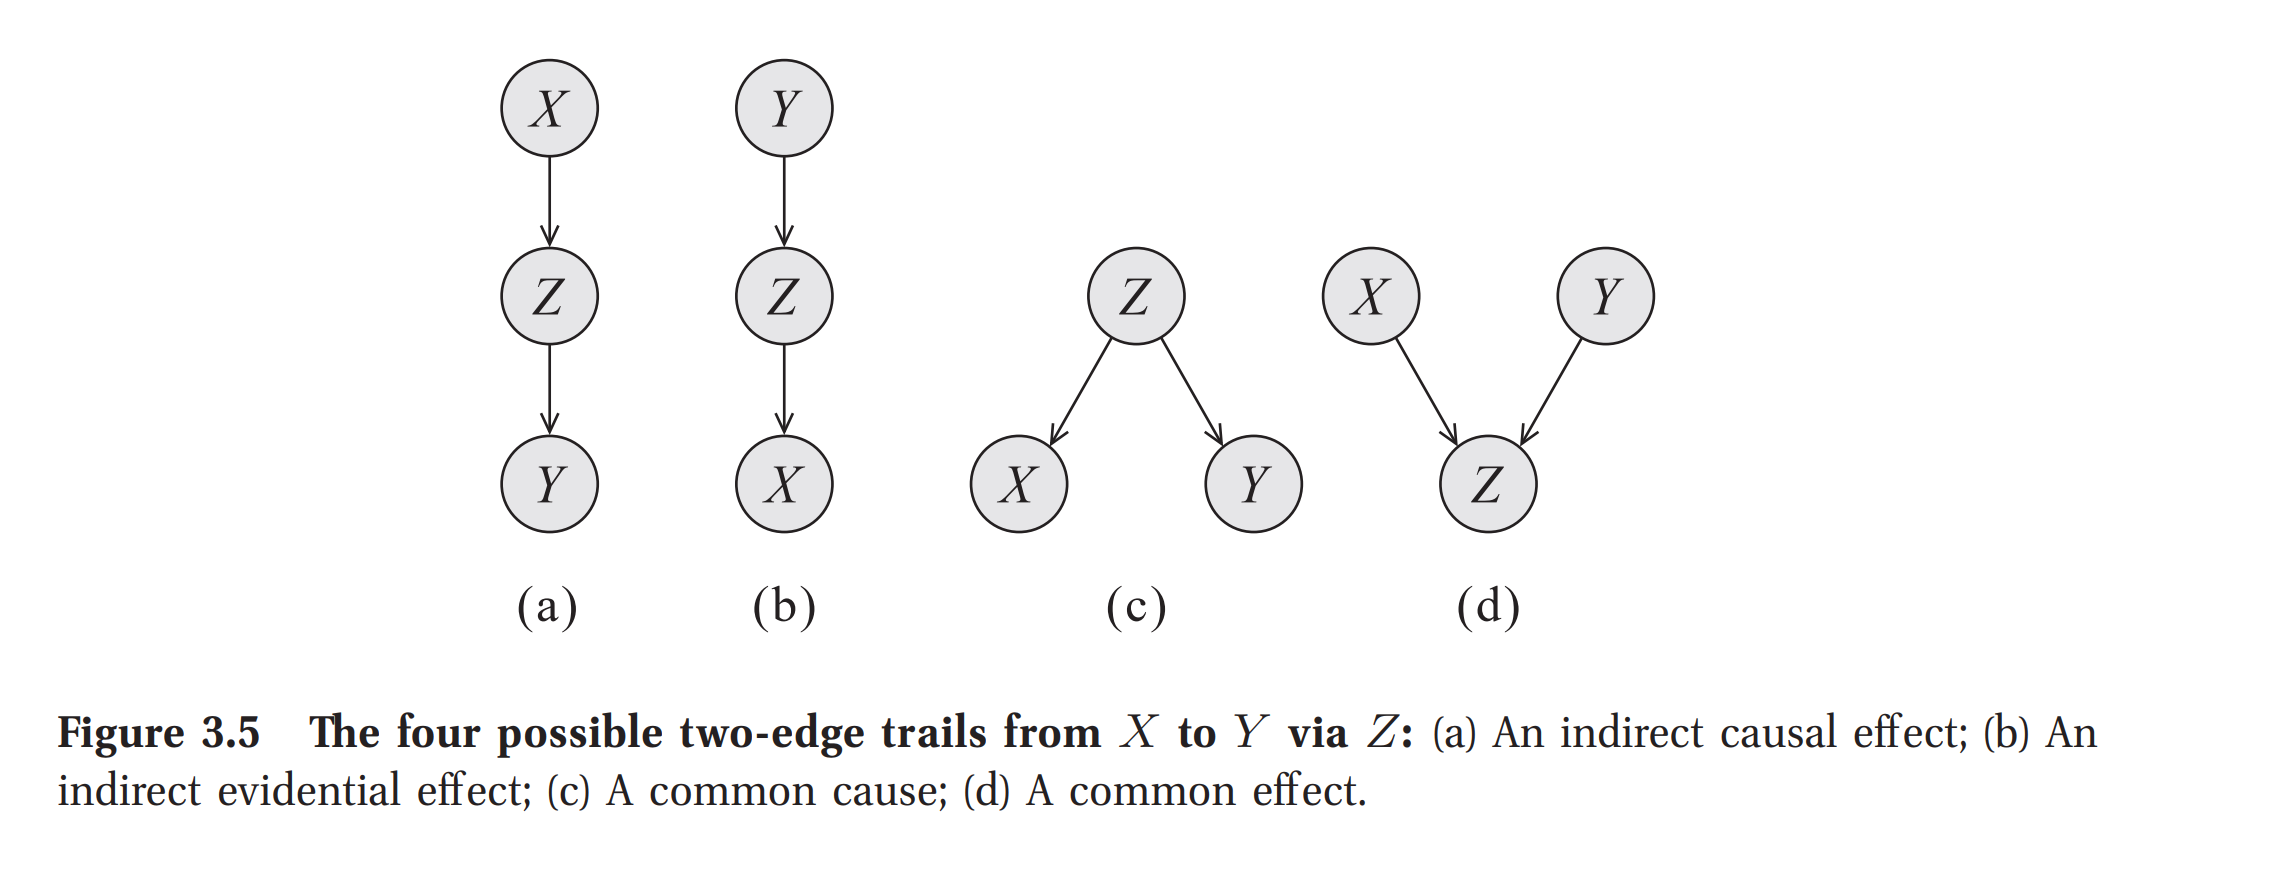 X Y
Z Z Z X Y
Y X X Y Z
(a) (b) (c) (d)
Figure 3.5 The four possible two-edge trails from X to Y via Z: (a) An indirect causal effect; (b) An
indirect evidential effect; (c) A common cause; (d) A common effect.